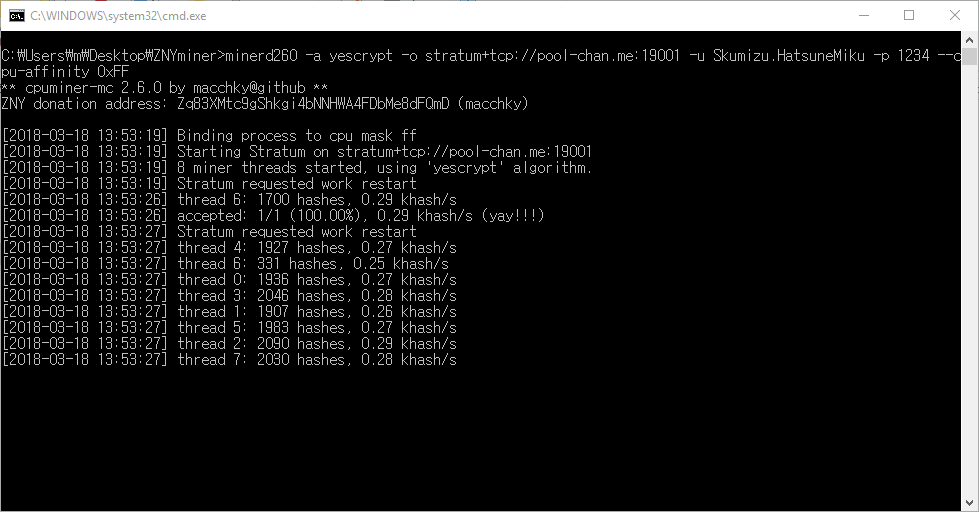 C:\WINDOWS\system32\cmd.exe
C:₩Users₩m₩Desktop₩ZNYminer>minerd260 -a yescrypt -o stratum+tcp://pool-chan.me:19001 -u Skumizu.HatsuneMiku -p 1234 --c
pu-affinity 0xFF
** cpuminer-mc 2.6.0 by macchky@github **
ZNY donation address: Zq83XMtc9gShkgi4bNNHWA4FDbMe8dFQmD (macchky)
[2018-03-18 13:53:19] Binding process to cpu mask ff
[2018-03-18 13:53:19] Starting Stratum on stratum+tcp://pool-chan.me:19001
[2018-03-18 13:53:19] 8 miner threads started, using 'yescrypt' algorithm.
[2018-03-18 13:53:19] Stratum requested work restart
[2018-03-18 13:53:26] thread 6: 1700 hashes, 0.29 khash/s
[2018-03-18 13:53:26] accepted: 1/1 (100.00%), 0.29 khash/s (yay!!!)
[2018-03-18 13:53:27] Stratum requested work restart
[2018-03-18 13:53:27] thread 4: 1927 hashes, 0.27 khash/s
[2018-03-18 13:53:27] thread 6: 331 hashes, 0.25 khash/s
[2018-03-18 13:53:27] thread 0: 1936 hashes, 0.27 khash/s
[2018-03-18 13:53:27] thread 3: 2046 hashes, 0.28 khash/s
[2018-03-18 13:53:27] thread 1: 1907 hashes, 0.26 khash/s
[2018-03-18 13:53:27] thread 5: 1983 hashes, 0.27 khash/s
[2018-03-18 13:53:27] thread 2: 2090 hashes, 0.29 khash/s
[2018-03-18 13:53:27] thread 7: 2030 hashes, 0.28 khash/s